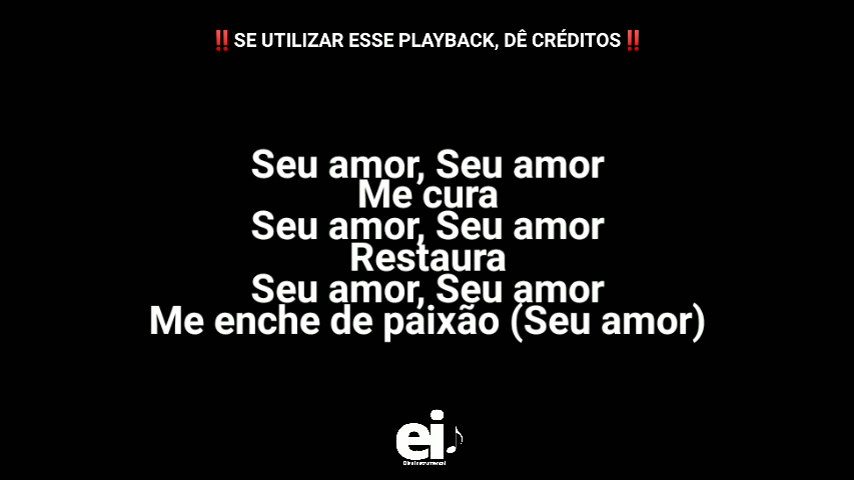 ‼️SE UTILIZAR ESSE PLAYBACK, DÊ CRÉDITOS‼️
Seu amor, Seu amor
Me cura
Seu amor, Seu amor
Restaura
Seu amor, Seu amor
Me enche de paixão (Seu amor)
ei